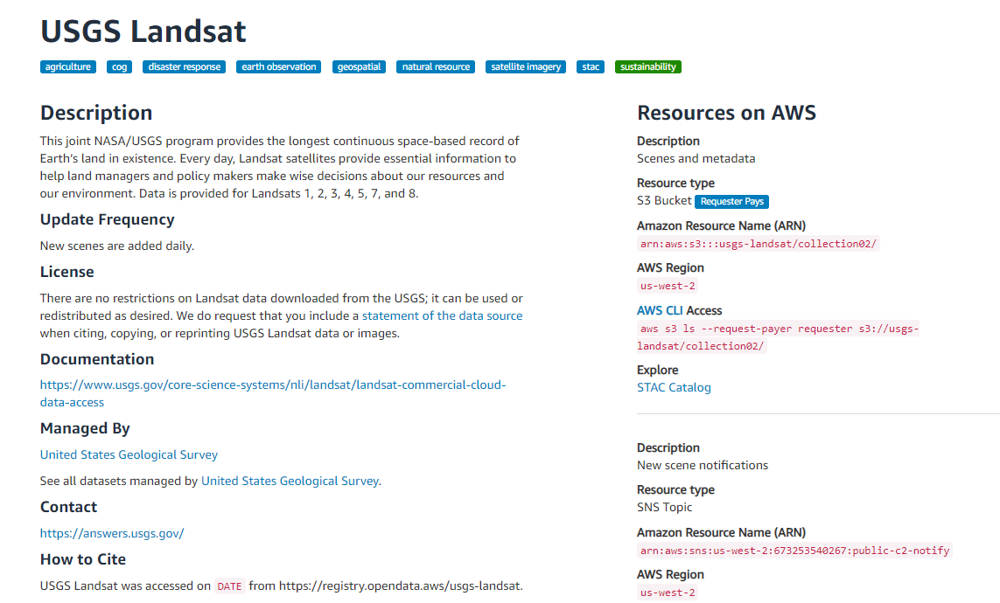 USGS Landsat
agriculture cog disaster response earth observation geospatial natural resource satellite imagery stac sustainability
Description
This joint NASA/USGS program provides the longest continuous space-based record of
Earth's land in existence. Every day, Landsat satellites provide essential information to
help land managers and policy makers make wise decisions about our resources and
our environment. Data is provided for Landsats 1, 2, 3, 4, 5, 7, and 8.
Update Frequency
New scenes are added daily.
License
There are no restrictions on Landsat data downloaded from the USGS; it can be used or
redistributed as desired. We do request that you include a statement of the data source
when citing, copying, or reprinting USGS Landsat data or images.
Documentation
https://www.usgs.gov/core-science-systems/nli/landsat/landsat-commercial-cloud-
data-access
Managed By
United States Geological Survey
See all datasets managed by United States Geological Survey.
Contact
https://answers.usgs.gov/
How to Cite
USGS Landsat was accessed on DATE from https://registry.opendata.aws/usgs-landsat.
Resources on AWS
Description
Scenes and metadata
Resource type
S3 Bucket Requester Pays
Amazon Resource Name (ARN)
arn:aws:s3:::usgs-landsat/collection02/
AWS Region
us-west-2
AWS CLI Access
aws s3 ls --request-payer requester s3://usgs-
landsat/collection02/
Explore
STAC Catalog
Description
New scene notifications
Resource type
SNS Topic
Amazon Resource Name (ARN)
arn:aws:sns:us-west-2:673253540267:public-c2-notify
AWS Region
us-west-2